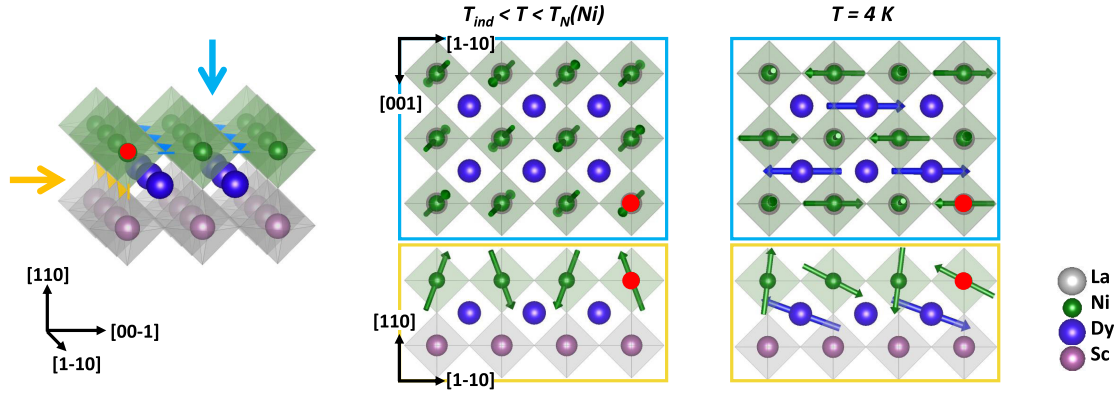 T_ind < T < T_N(Ni)
T = 4 K
[1-10]
[001]
[110]
[00-1]
[1-10]
[110]
[1-10]
La
Ni
Dy
Sc